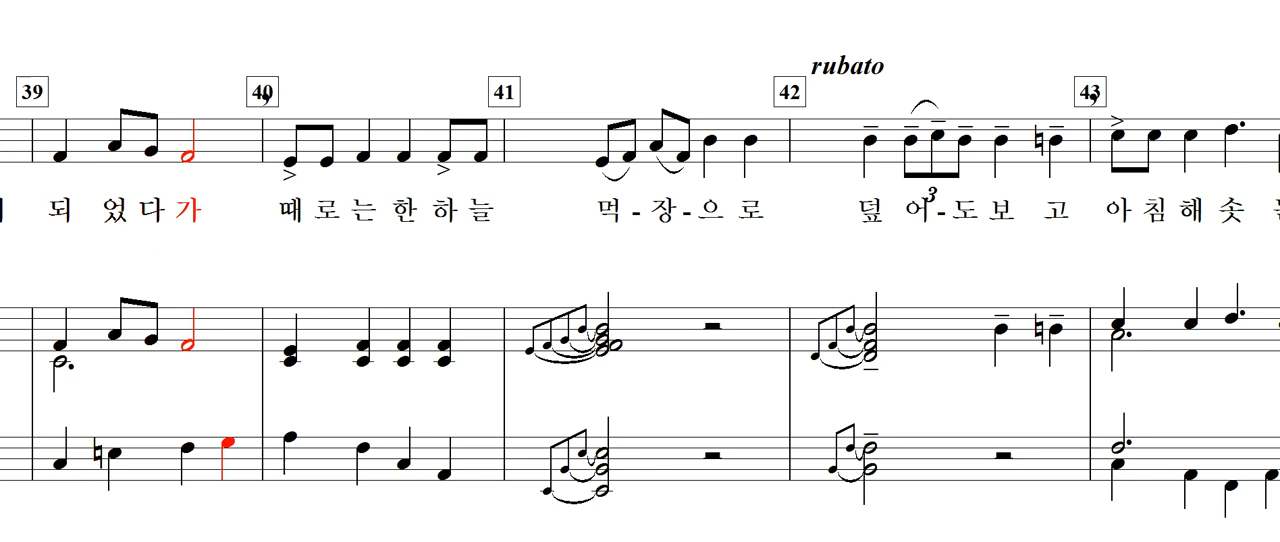 rubato
39 40 41 42 43
3
되 었 다 가 때 로 는 한 하 늘 먹 - 장 - 으 로 덮 어 - 도 보 고 아 침 해 솟